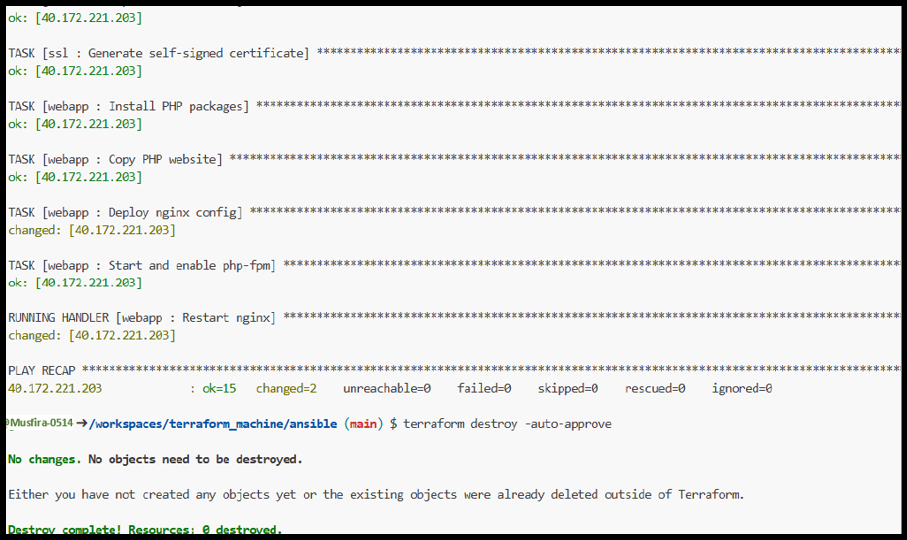 ok: [40.172.221.203]
TASK [ssl : Generate self-signed certificate] ****************************************************************************************
ok: [40.172.221.203]
TASK [webapp : Install PHP packages] *************************************************************************************************
ok: [40.172.221.203]
TASK [webapp : Copy PHP website] *****************************************************************************************************
ok: [40.172.221.203]
TASK [webapp : Deploy nginx config] **************************************************************************************************
changed: [40.172.221.203]
TASK [webapp : Start and enable php-fpm] *********************************************************************************************
ok: [40.172.221.203]
RUNNING HANDLER [webapp : Restart nginx] *********************************************************************************************
changed: [40.172.221.203]
PLAY RECAP ***************************************************************************************************************************
40.172.221.203 : ok=15 changed=2 unreachable=0 failed=0 skipped=0 rescued=0 ignored=0
@Musfira-0514 ➜/workspaces/terraform_machine/ansible (main) $ terraform destroy -auto-approve
No changes. No objects need to be destroyed.
Either you have not created any objects yet or the existing objects were already deleted outside of Terraform.
Destroy complete! Resources: 0 destroyed.